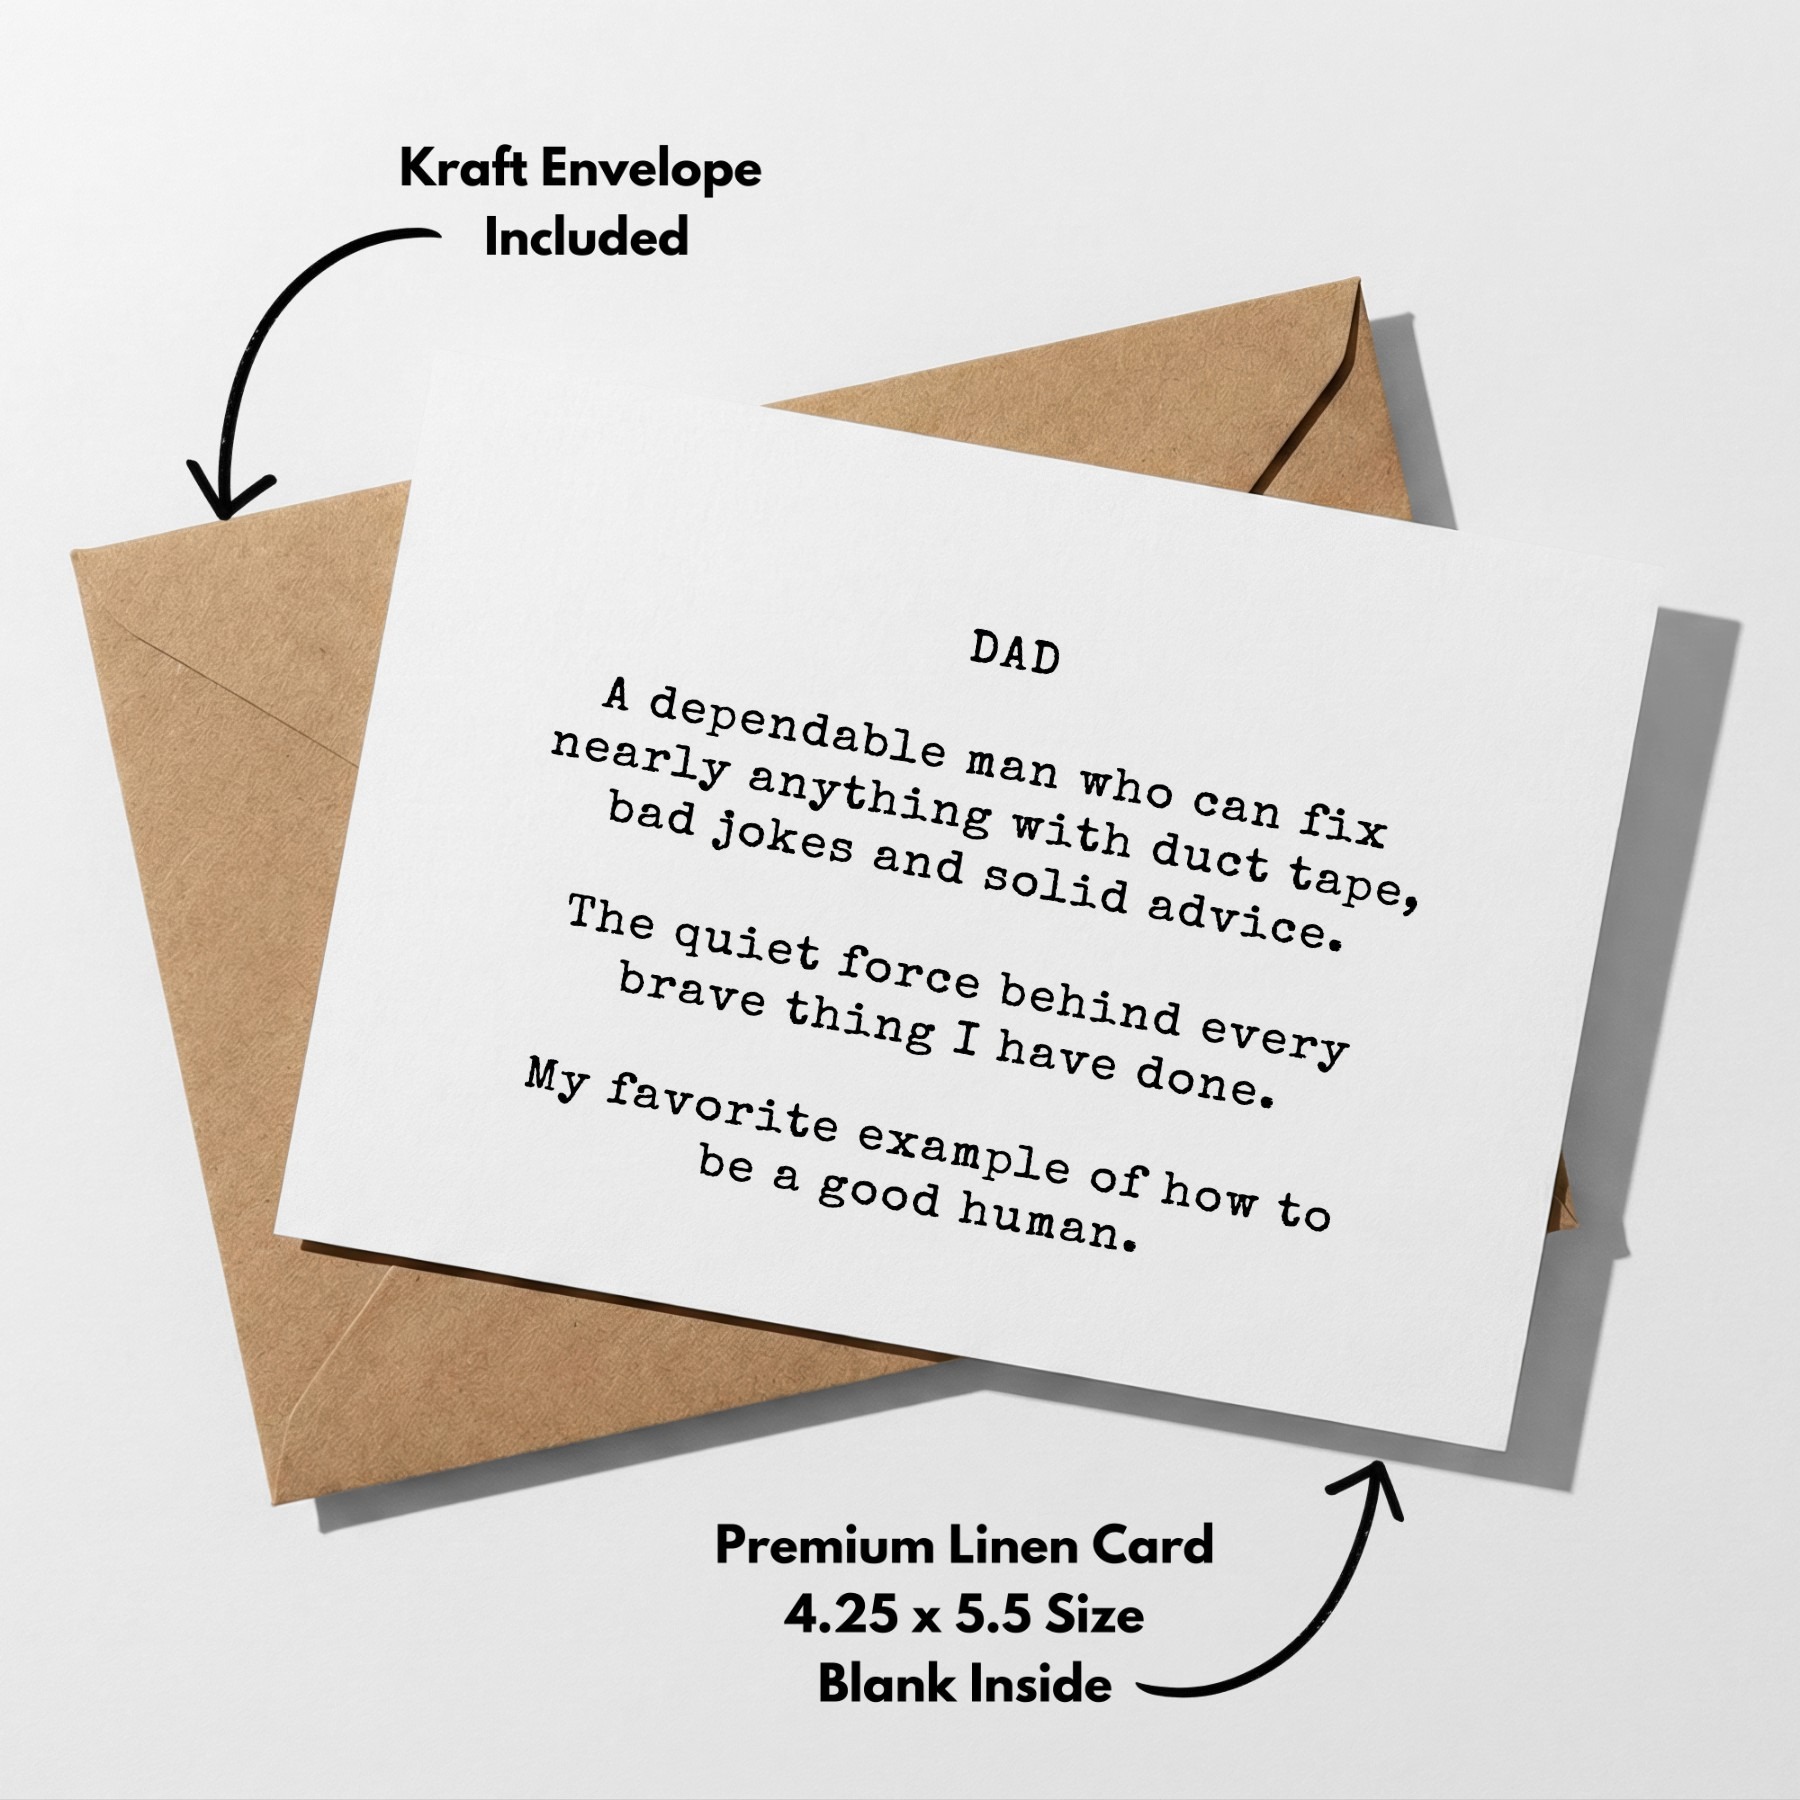 Kraft Envelope
Included
DAD
A dependable man who can fix
nearly anything with duct tape,
bad jokes and solid advice.
The quiet force behind every
brave thing I have done.
My favorite example of how to
be a good human.
Premium Linen Card
4.25 x 5.5 Size
Blank Inside